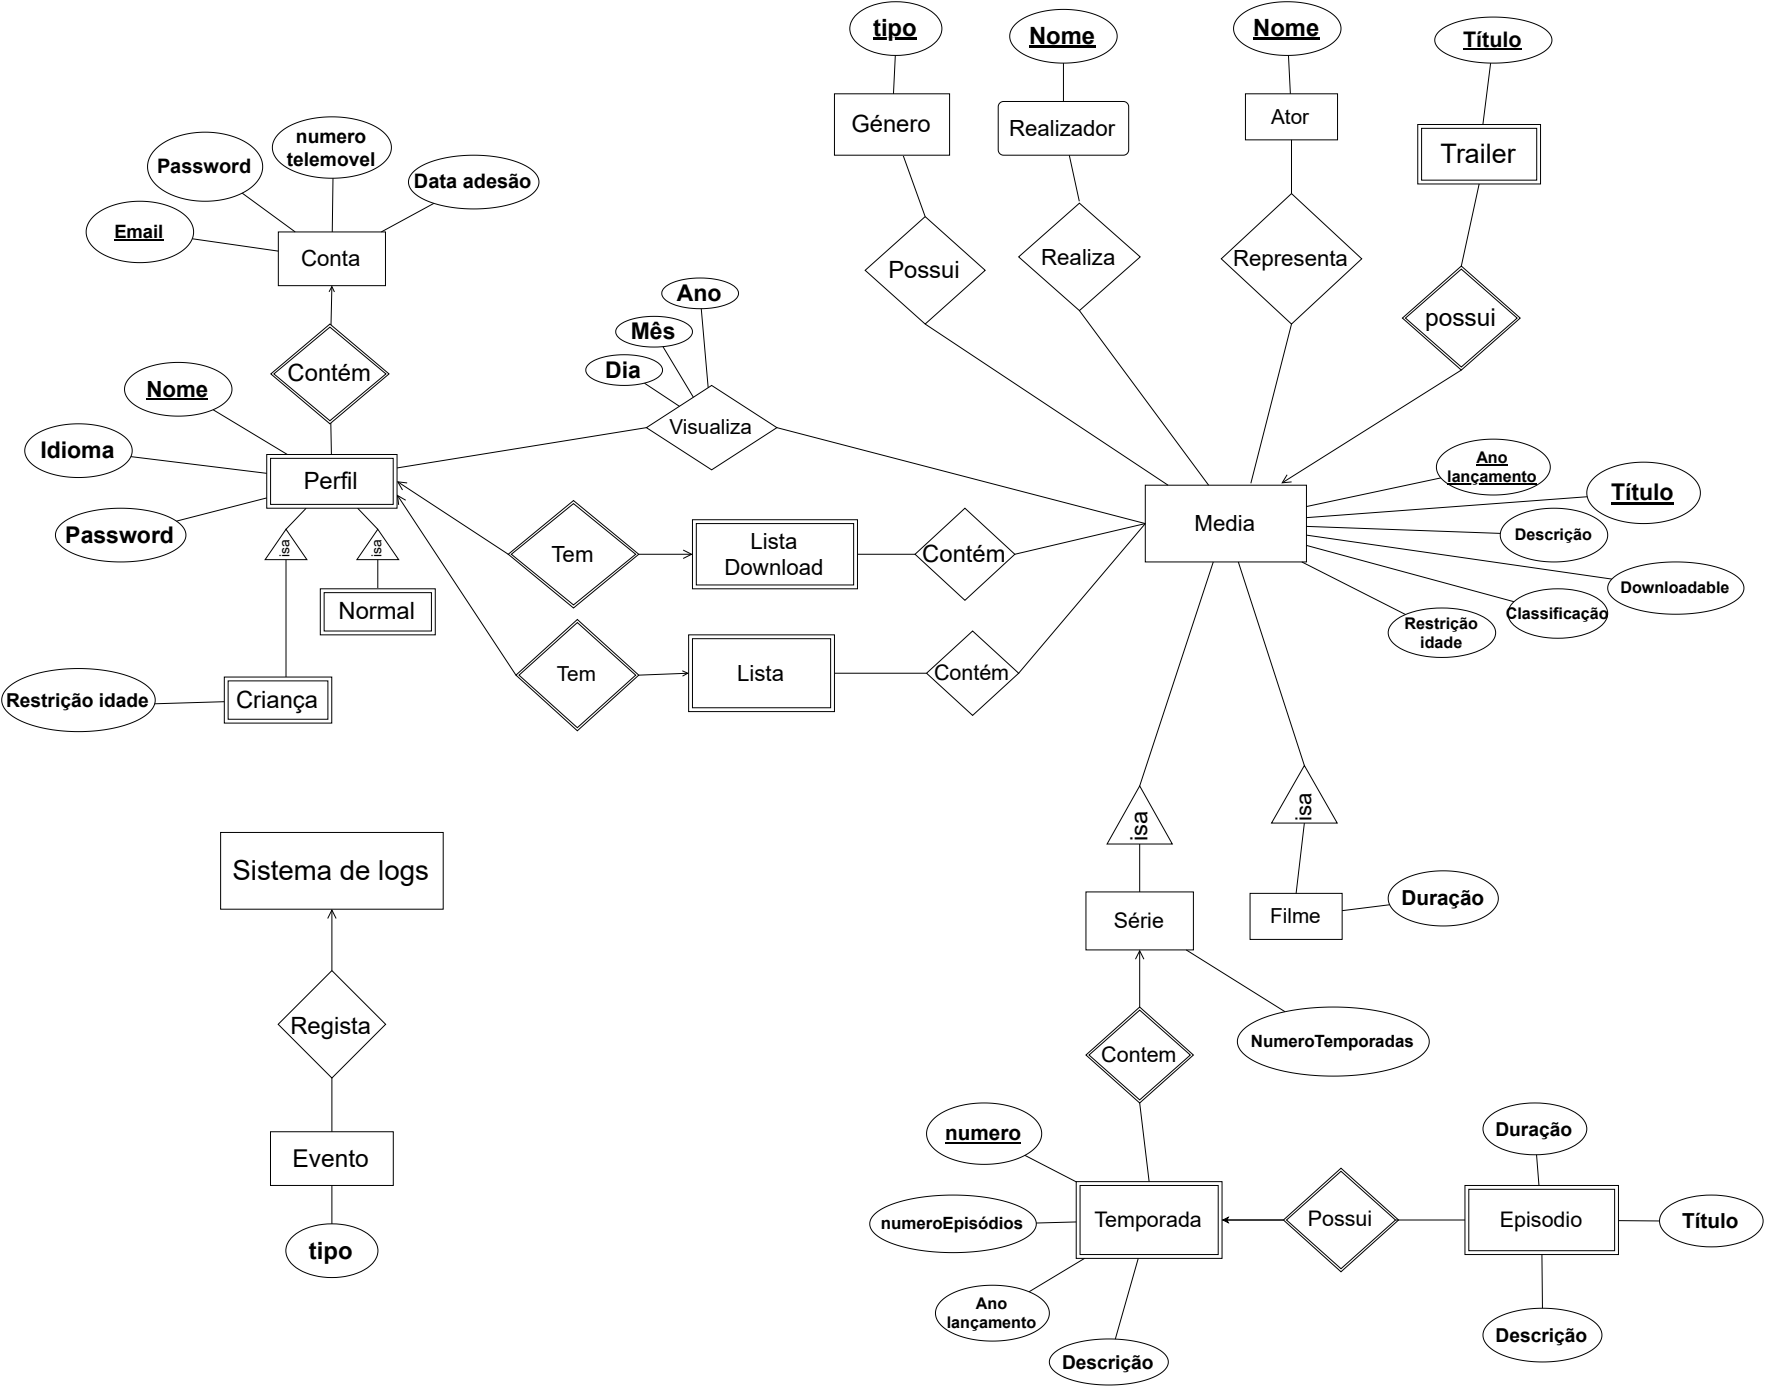 tipo
Nome
Nome
Título
Género
Realizador
Ator
Trailer
numero
telemovel
Password
Data adesão
Email
Conta
Possui
Realiza
Representa
possui
Ano
Mês
Dia
Contém
Nome
Visualiza
Idioma
Perfil
Password
isa
isa
Normal
Criança
Restrição idade
Tem
Lista
Download
Contém
Tem
Lista
Contém
Media
Ano
lançamento
Título
Descrição
Downloadable
Classificação
Restrição
idade
isa
isa
Sistema de logs
Regista
Evento
tipo
Série
Filme
Duração
NumeroTemporadas
Contem
numero
numeroEpisódios
Temporada
Ano
lançamento
Descrição
Possui
Duração
Episodio
Título
Descrição